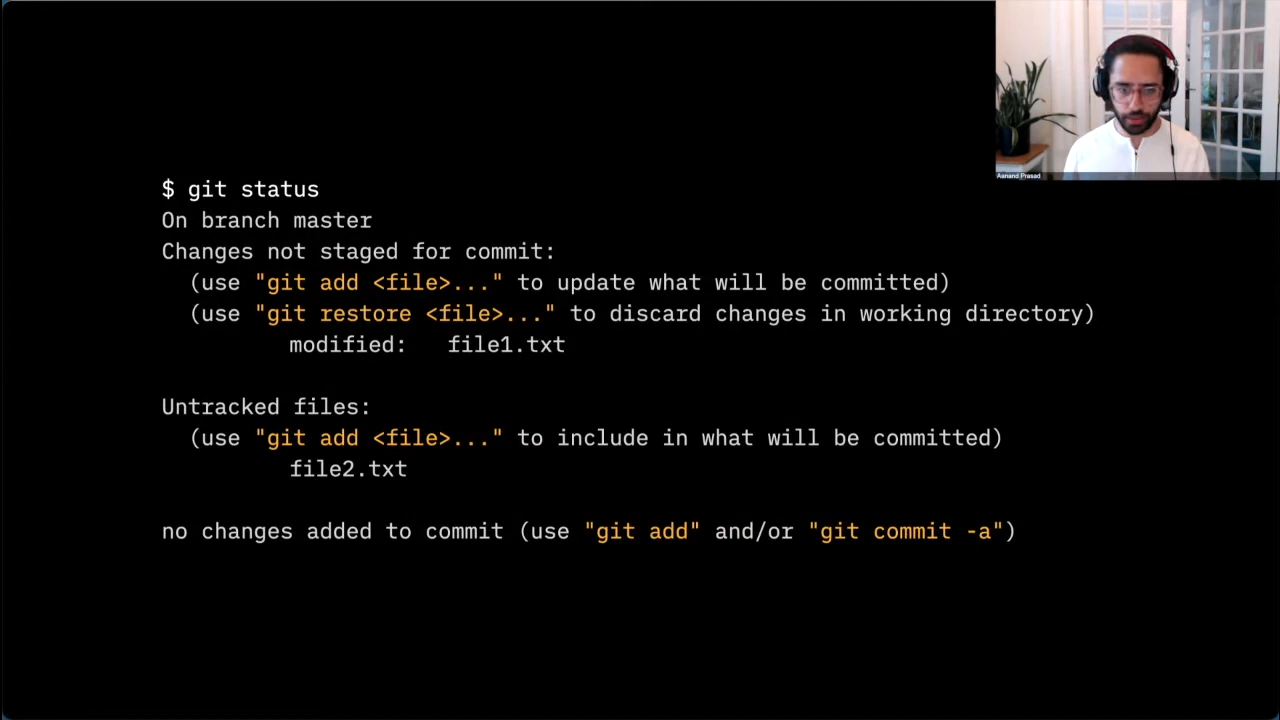 $ git status
On branch master
Changes not staged for commit:
  (use "git add <file>..." to update what will be committed)
  (use "git restore <file>..." to discard changes in working directory)
        modified:   file1.txt

Untracked files:
  (use "git add <file>..." to include in what will be committed)
        file2.txt

no changes added to commit (use "git add" and/or "git commit -a")
Aanand Prasad